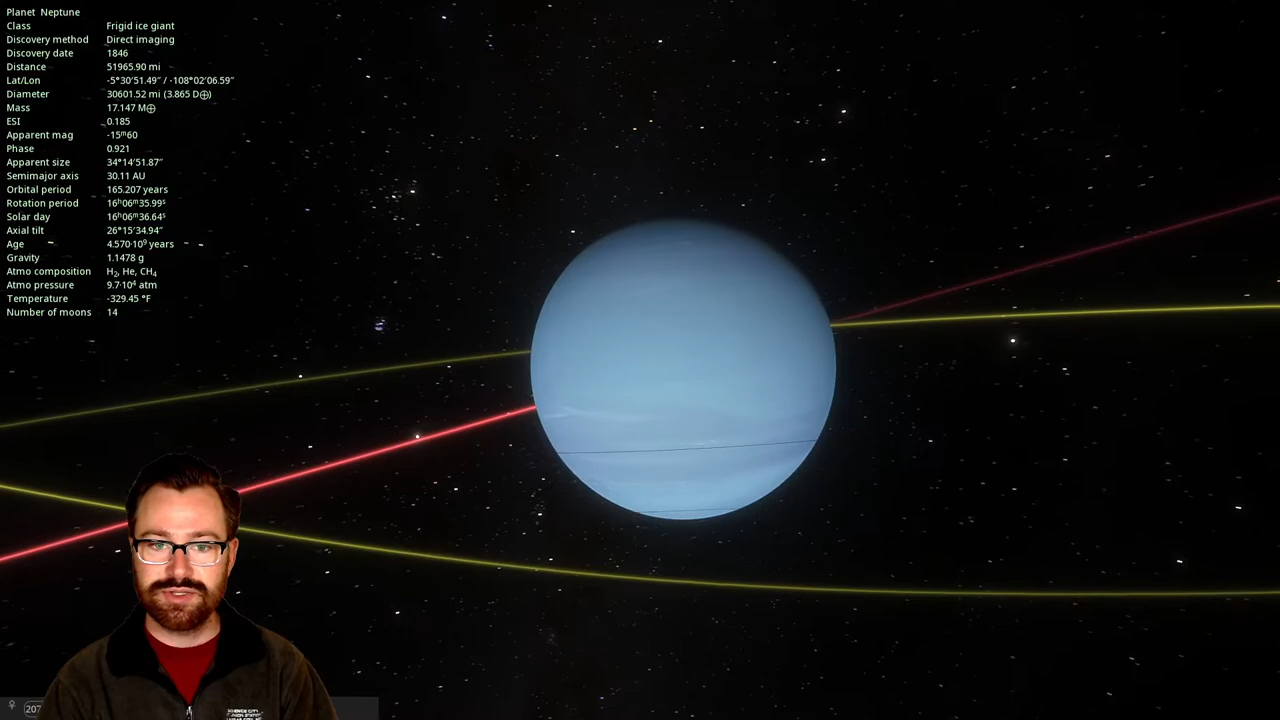 Planet Neptune
Class Frigid ice giant
Discovery method Direct imaging
Discovery date 1846
Distance 51965.90 mi
Lat/Lon -5°30′51.49″ / -108°02′06.59″
Diameter 30601.52 mi (3.865 D⨁)
Mass 17.147 M⨁
ESI 0.185
Apparent mag -15ᵐ60
Phase 0.921
Apparent size 34°14′51.87″
Semimajor axis 30.11 AU
Orbital period 165.207 years
Rotation period 16ʰ06ᵐ35.99ˢ
Solar day 16ʰ06ᵐ36.64ˢ
Axial tilt 26°15′34.94″
Age 4.570·10⁹ years
Gravity 1.1478 g
Atmo composition H₂, He, CH₄
Atmo pressure 9.7·10⁴ atm
Temperature -329.45 °F
Number of moons 14
SCIENCE CITY
UNION STATION